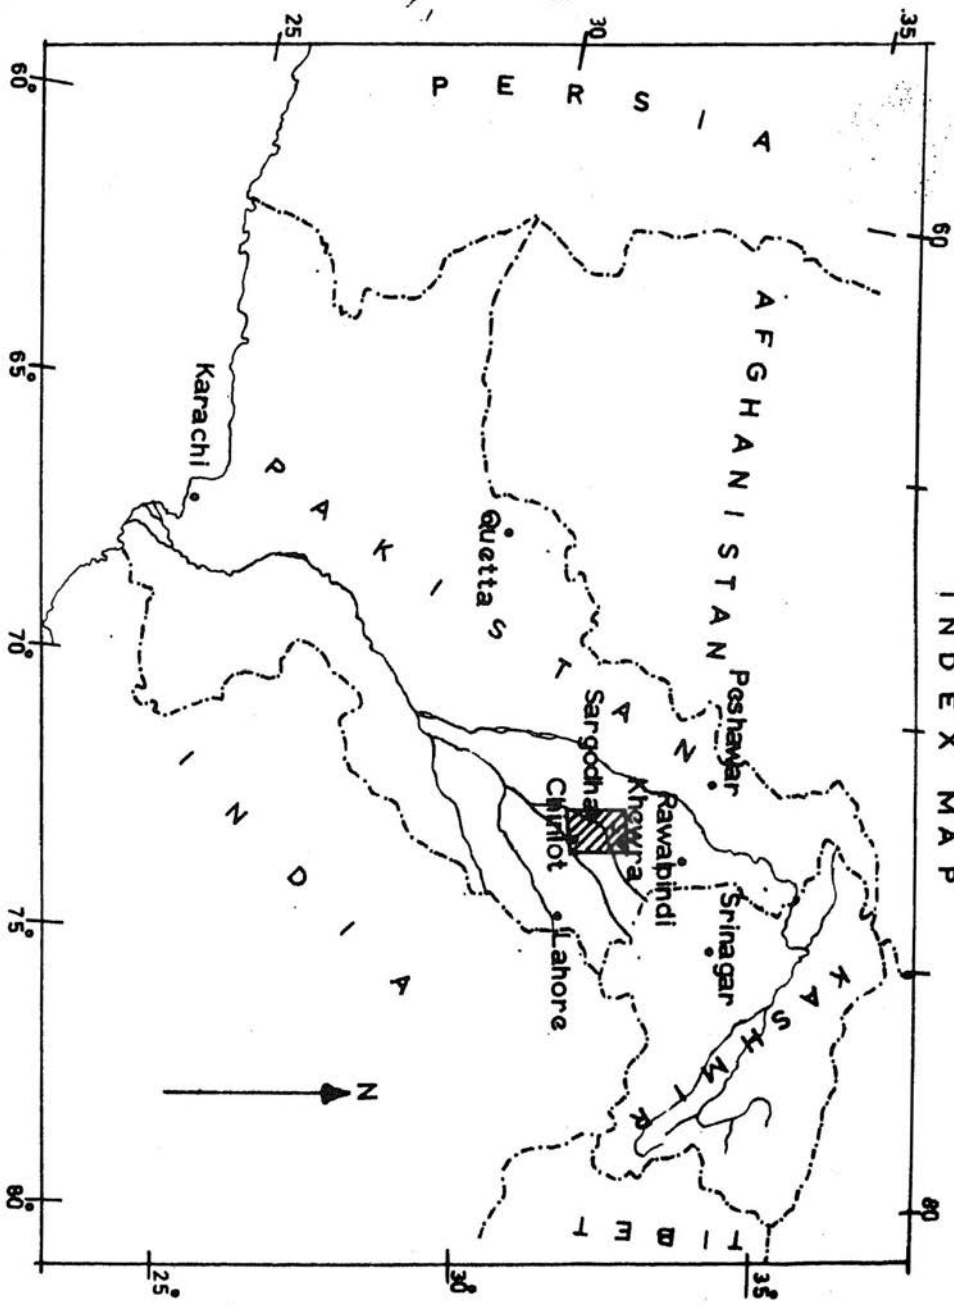 INDEX MAP
60
80
35
30
25
35°
30°
25°
60°
65°
70°
75°
80°
PERSIA
AFGHANISTAN
KASHMIR
TIBET
Peshawar
Srinagar
Rawalpindi
Khewra
Sargodha
Chiniot
Lahore
Quetta
PAKISTAN
Karachi
INDIA
N